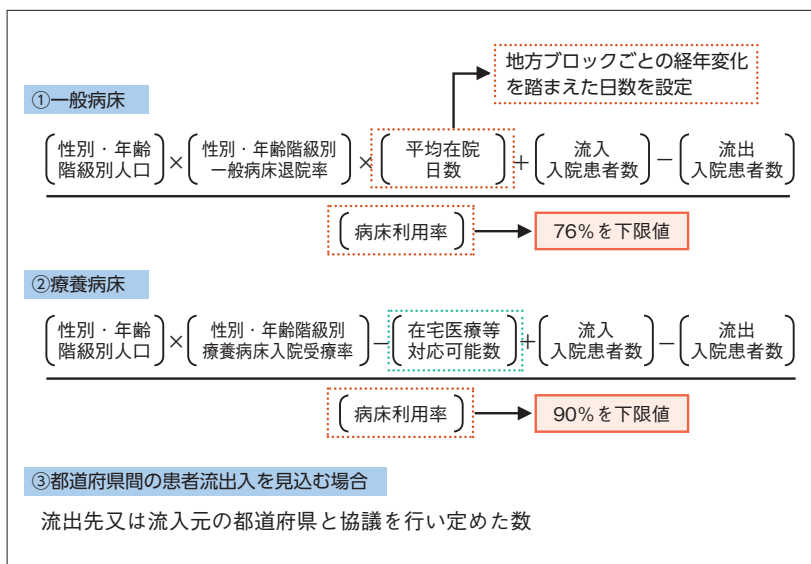 地方ブロックごとの経年変化
を踏まえた日数を設定
①一般病床
(性別・年齢
階級別人口)×(性別・年齢階級別
一般病床退院率)×(平均在院
日数)+(流入
入院患者数)−(流出
入院患者数)
(病床利用率) 76%を下限値
②療養病床
(性別・年齢
階級別人口)×(性別・年齢階級別
療養病床入院受療率)−(在宅医療等
対応可能数)+(流入
入院患者数)−(流出
入院患者数)
(病床利用率) 90%を下限値
③都道府県間の患者流出入を見込む場合
流出先又は流入元の都道府県と協議を行い定めた数